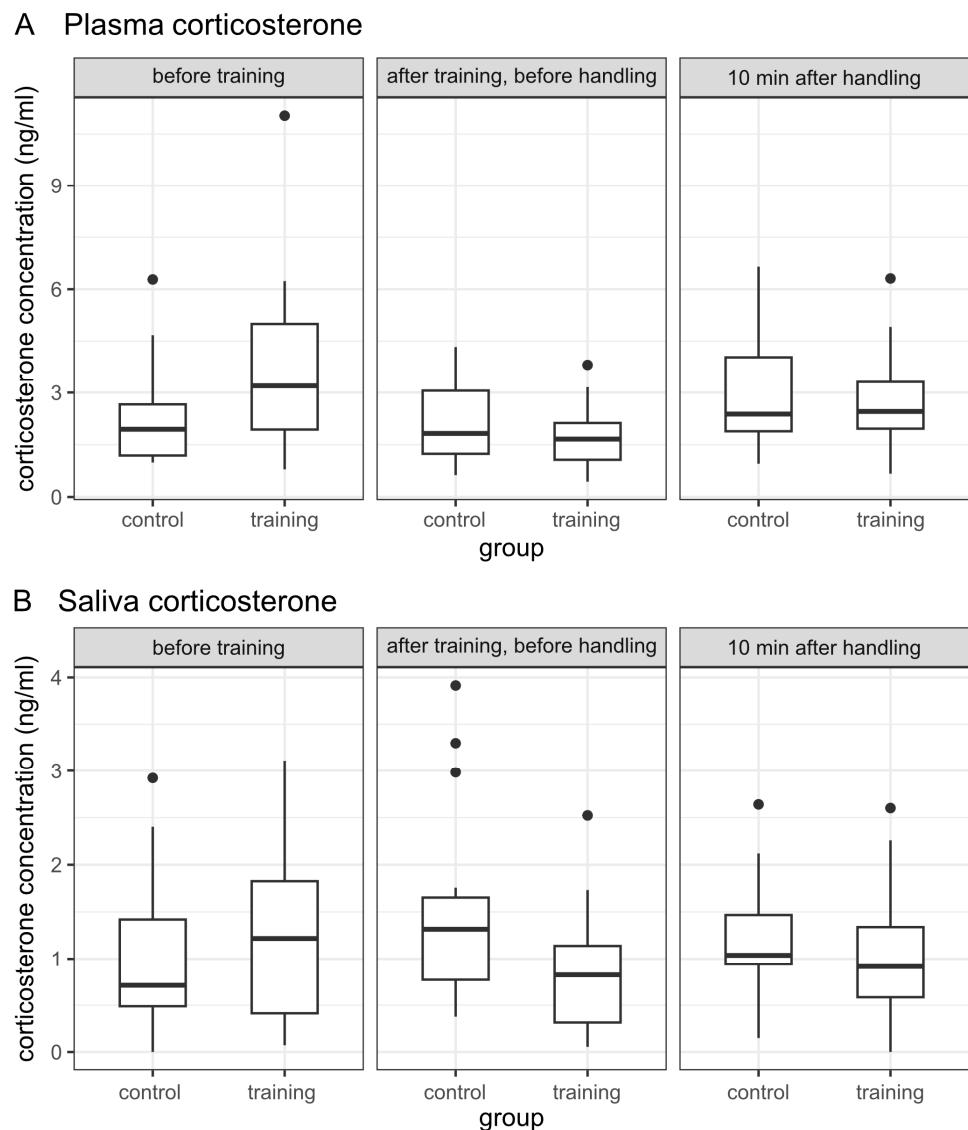 A Plasma corticosterone
before training
after training, before handling
10 min after handling
corticosterone concentration (ng/ml)
9
6
3
0
control
training
control
training
control
training
group
B Saliva corticosterone
before training
after training, before handling
10 min after handling
corticosterone concentration (ng/ml)
4
3
2
1
0
control
training
control
training
control
training
group